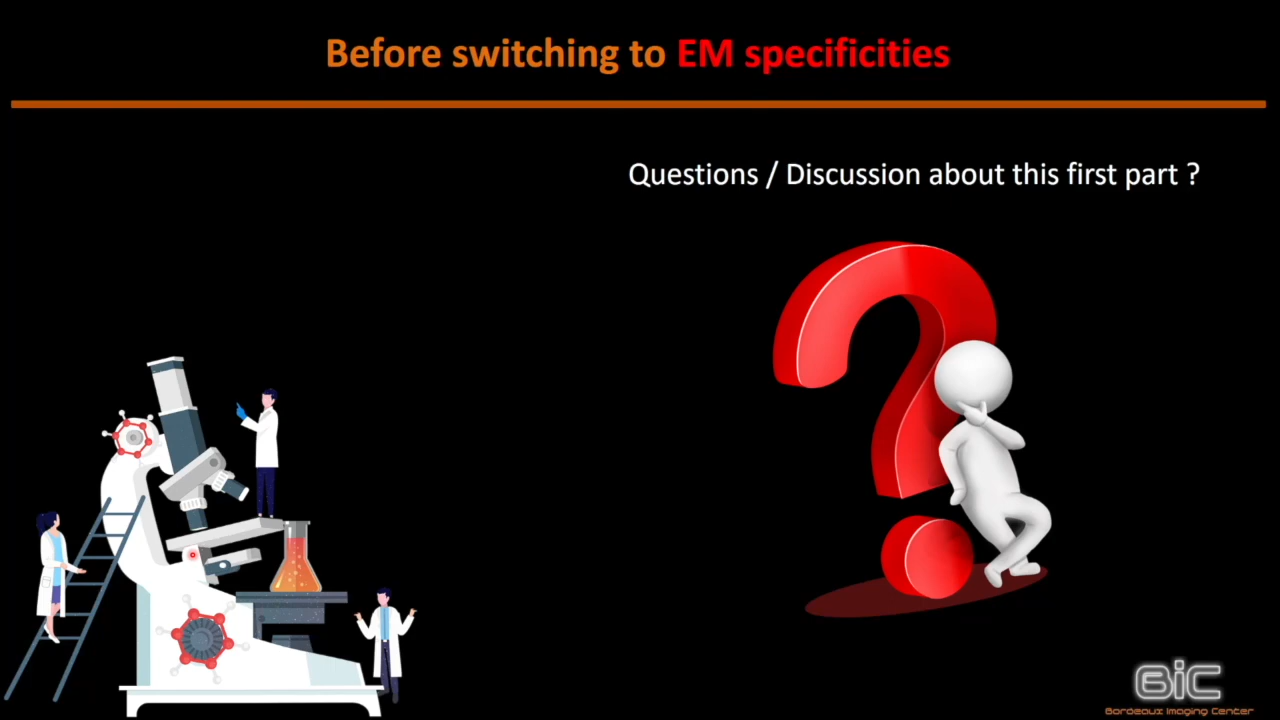 Before switching to EM specificities
Questions / Discussion about this first part ?
BiC
Bordeaux Imaging Center